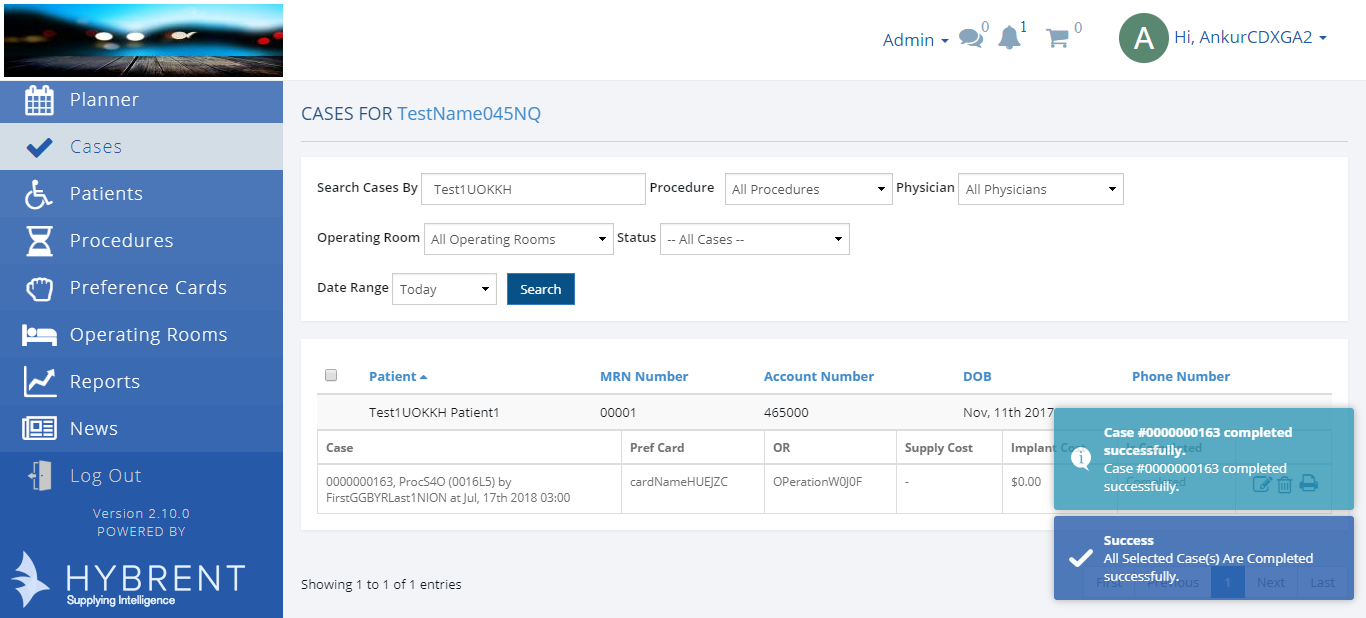 Admin 0 1 0 A Hi, AnkurCDXGA2
Planner
Cases
Patients
Procedures
Preference Cards
Operating Rooms
Reports
News
Log Out
Version 2.10.0
POWERED BY
HYBRENT
Supplying Intelligence
CASES FOR TestName045NQ
Search Cases By Test1UOKKH Procedure All Procedures Physician All Physicians
Operating Room All Operating Rooms Status -- All Cases --
Date Range Today Search
Patient MRN Number Account Number DOB Phone Number
Test1UOKKH Patient1 00001 465000 Nov, 11th 2017
Case Pref Card OR Supply Cost Implant Cost Is Completed
0000000163, ProcS4O (0016L5) by cardNameHUEJZC OPerationW0J0F - $0.00 Completed
FirstGGBYRLast1NION at Jul, 17th 2018 03:00
Case #0000000163 completed
successfully.
Case #0000000163 completed
successfully.
Success
All Selected Case(s) Are Completed
successfully.
Showing 1 to 1 of 1 entries
First Previous 1 Next Last